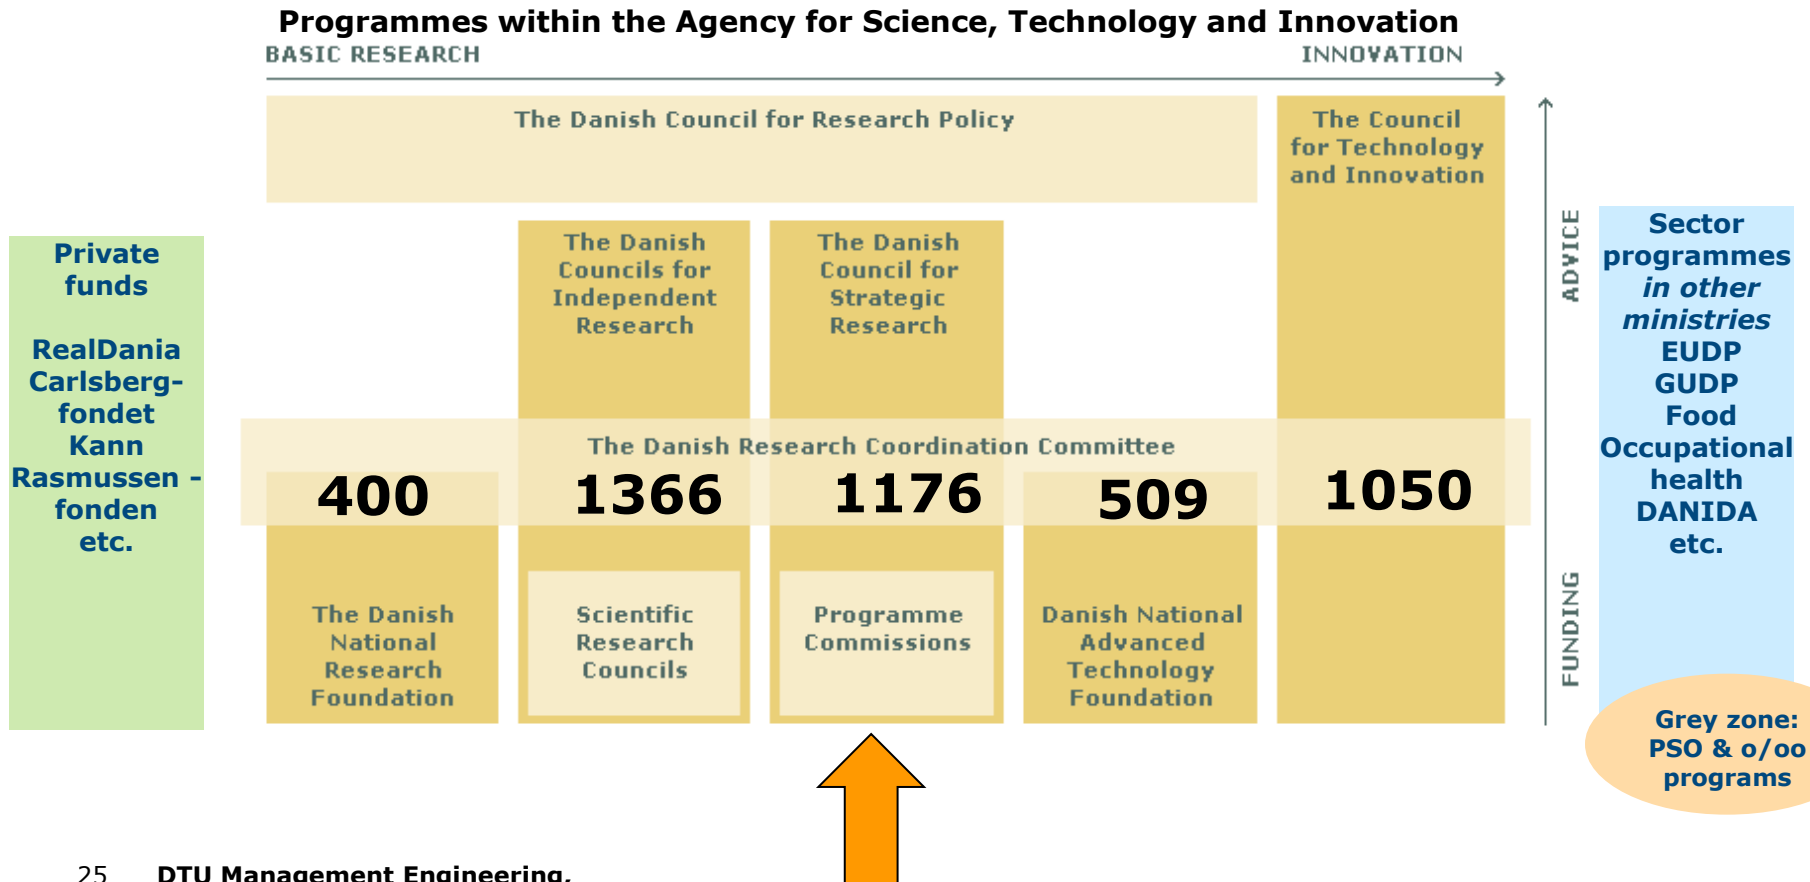 Programmes within the Agency for Science, Technology and Innovation
BASIC RESEARCH
INNOVATION
The Danish Council for Research Policy
The Council
for Technology
and Innovation
Private
funds
RealDania
Carlsberg-
fondet
Kann
Rasmussen -
fonden
etc.
The Danish
Councils for
Independent
Research
The Danish
Council for
Strategic
Research
ADVICE
Sector
programmes
in other
ministries
EUDP
GUDP
Food
Occupational
health
DANIDA
etc.
The Danish Research Coordination Committee
400
1366
1176
509
1050
The Danish
National
Research
Foundation
Scientific
Research
Councils
Programme
Commissions
Danish National
Advanced
Technology
Foundation
FUNDING
Grey zone:
PSO & o/oo
programs
25 DTU Management Engineering,